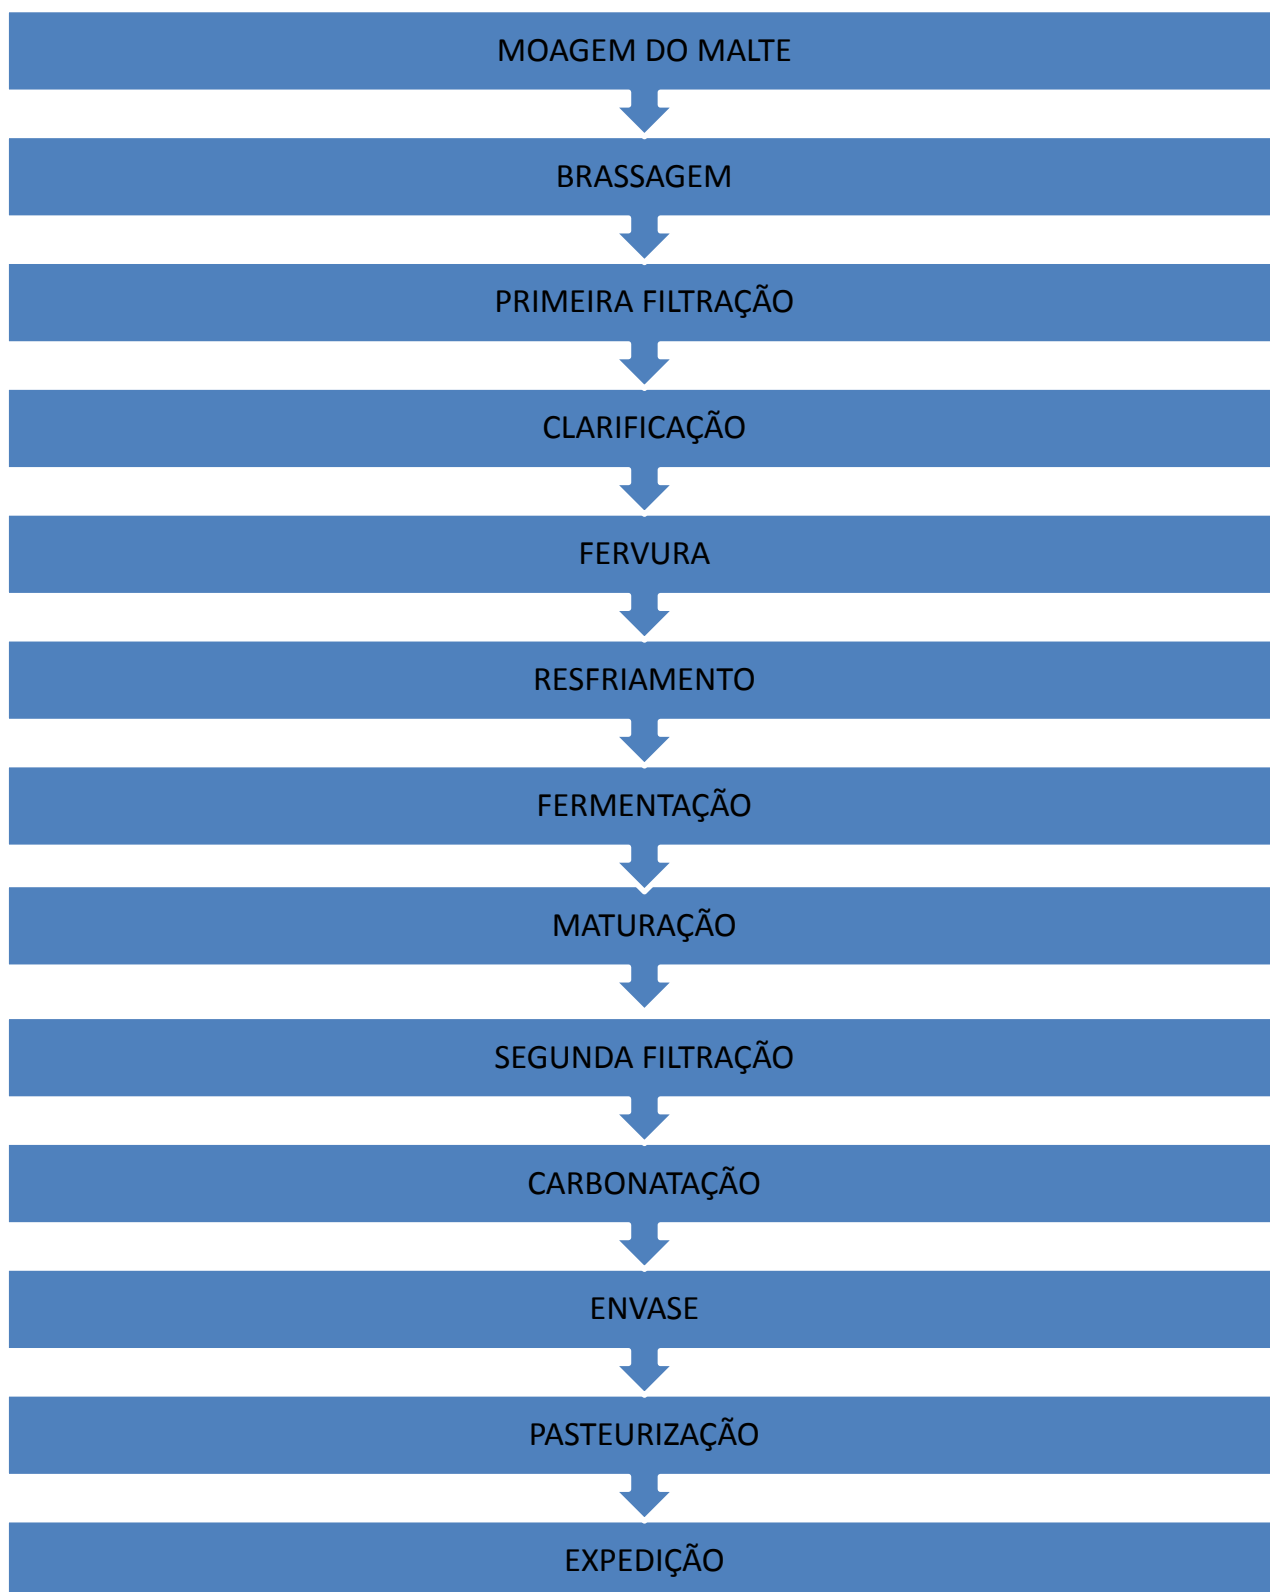 MOAGEM DO MALTE
BRASSAGEM
PRIMEIRA FILTRAÇÃO
CLARIFICAÇÃO
FERVURA
RESFRIAMENTO
FERMENTAÇÃO
MATURAÇÃO
SEGUNDA FILTRAÇÃO
CARBONATAÇÃO
ENVASE
PASTEURIZAÇÃO
EXPEDIÇÃO